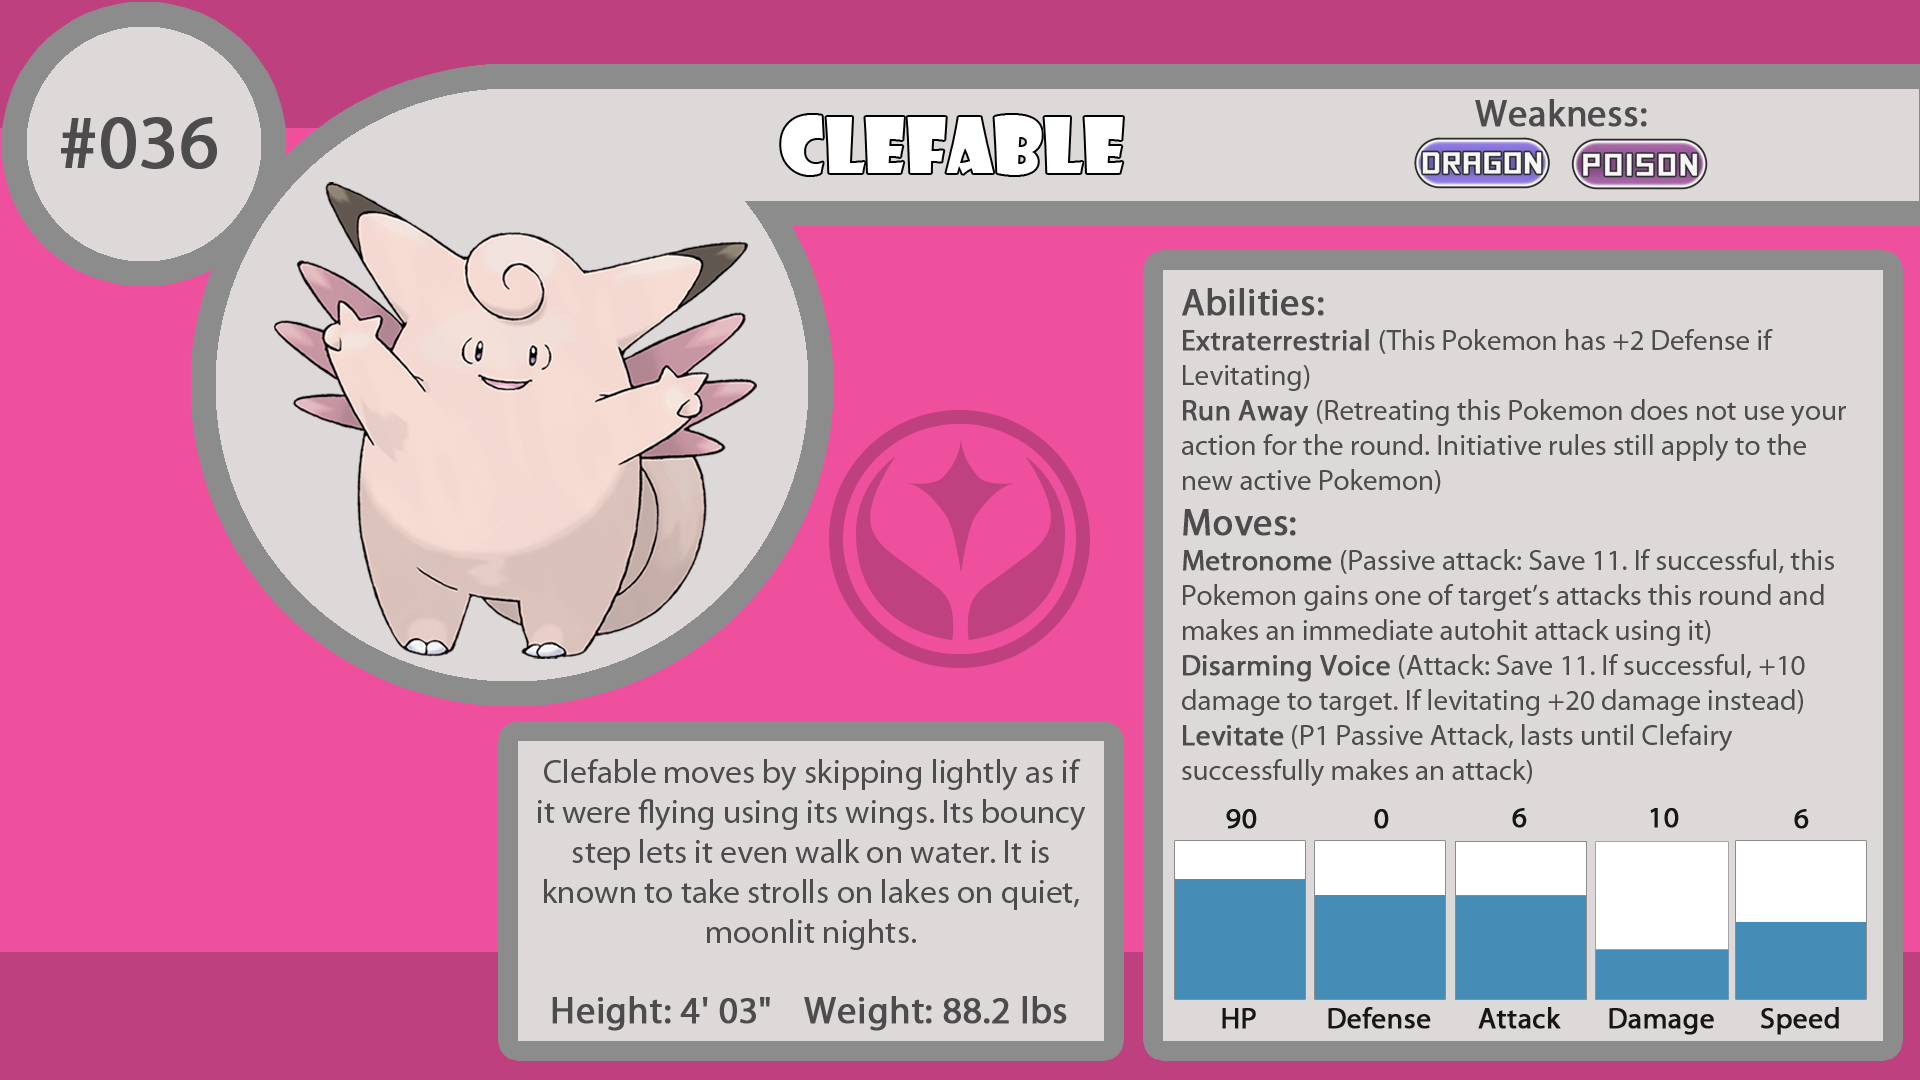 #036
CLEFABLE
Weakness:
DRAGON POISON
Abilities:
Extraterrestrial (This Pokemon has +2 Defense if
Levitating)
Run Away (Retreating this Pokemon does not use your
action for the round. Initiative rules still apply to the
new active Pokemon)
Moves:
Metronome (Passive attack: Save 11. If successful, this
Pokemon gains one of target's attacks this round and
makes an immediate autohit attack using it)
Disarming Voice (Attack: Save 11. If successful, +10
damage to target. If levitating +20 damage instead)
Levitate (P1 Passive Attack, lasts until Clefairy
successfully makes an attack)
90 0 6 10 6
HP Defense Attack Damage Speed
Clefable moves by skipping lightly as if
it were flying using its wings. Its bouncy
step lets it even walk on water. It is
known to take strolls on lakes on quiet,
moonlit nights.
Height: 4' 03" Weight: 88.2 lbs